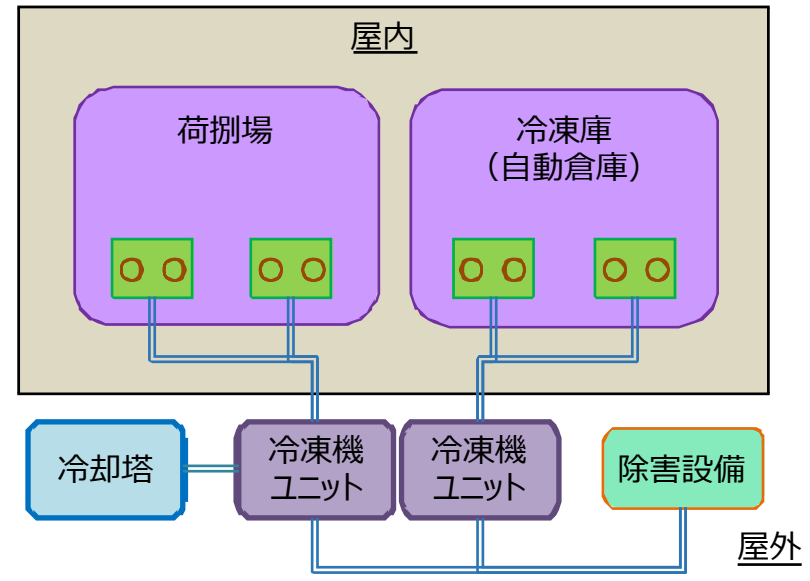 屋内
荷捌場
冷凍庫
（自動倉庫）
冷却塔
冷凍機
ユニット
冷凍機
ユニット
除害設備
屋外